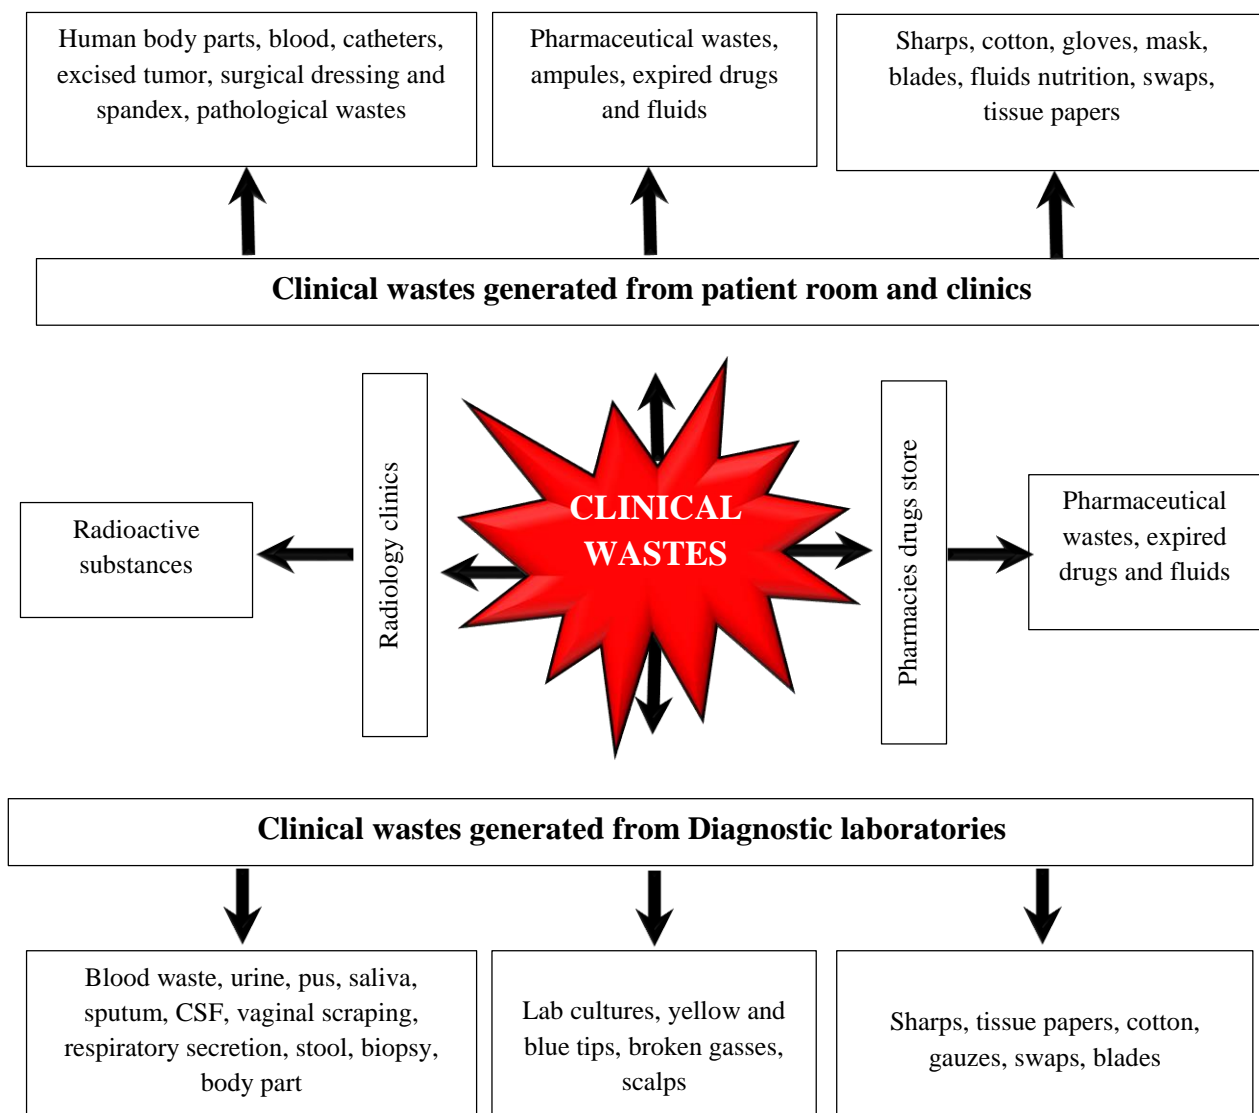 Human body parts, blood, catheters,
excised tumor, surgical dressing and
spandex, pathological wastes
Pharmaceutical wastes,
ampules, expired drugs
and fluids
Sharps, cotton, gloves, mask,
blades, fluids nutrition, swaps,
tissue papers
Clinical wastes generated from patient room and clinics
Radioactive
substances
Radiology clinics
CLINICAL
WASTES
Pharmacies drugs store
Pharmaceutical
wastes, expired
drugs and fluids
Clinical wastes generated from Diagnostic laboratories
Blood waste, urine, pus, saliva,
sputum, CSF, vaginal scraping,
respiratory secretion, stool, biopsy,
body part
Lab cultures, yellow and
blue tips, broken gasses,
scalps
Sharps, tissue papers, cotton,
gauzes, swaps, blades